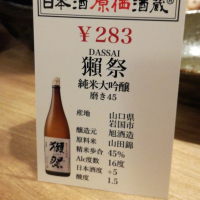 日本酒原価酒蔵®
￥283
DASSAI
獺祭
純米大吟醸
磨き45
産地 山口県
岩国市
醸造元 旭酒造
原料米 山田錦
精米歩合 45%
Alc度数 16度
日本酒度 +5
酸度 1.5
獺祭